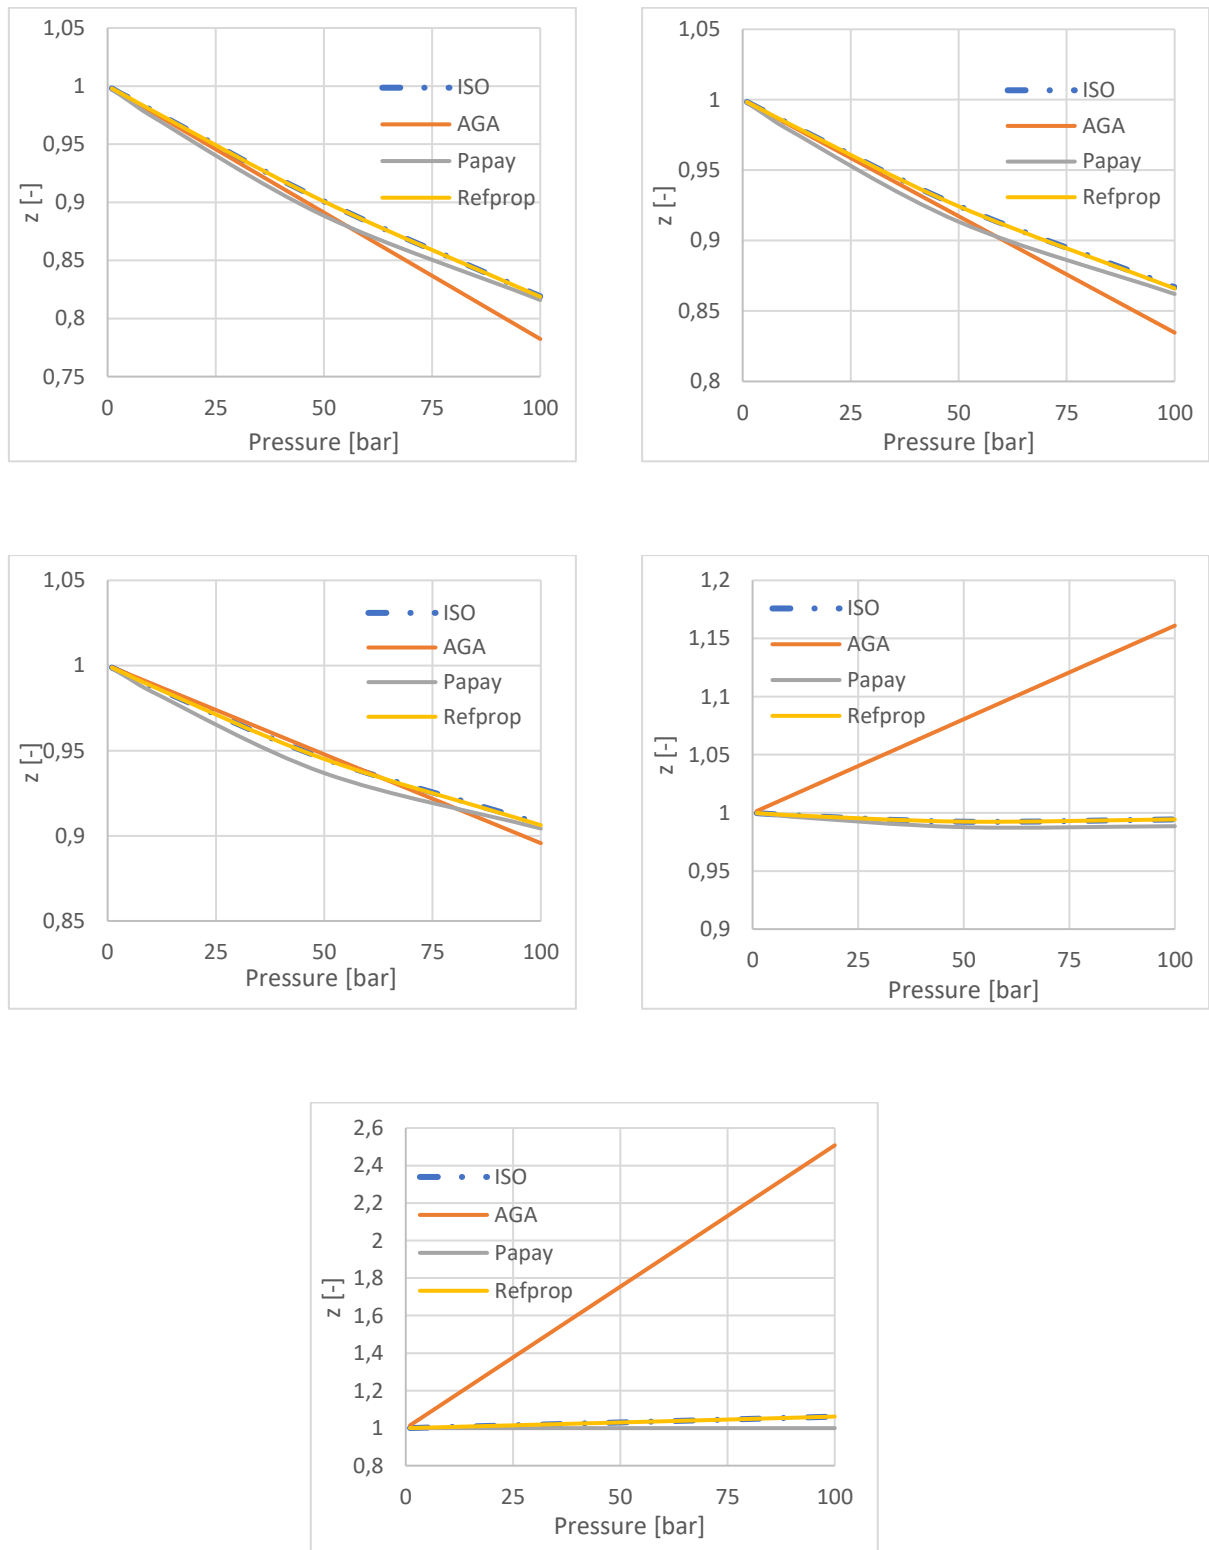 1,05
1
0,95
0,9
0,85
0,8
0,75
z [-]
0 25 50 75 100
Pressure [bar]
ISO
AGA
Papay
Refprop
1,05
1
0,95
0,9
0,85
0,8
z [-]
0 25 50 75 100
Pressure [bar]
ISO
AGA
Papay
Refprop
1,05
1
0,95
0,9
0,85
z [-]
0 25 50 75 100
Pressure [bar]
ISO
AGA
Papay
Refprop
1,2
1,15
1,1
1,05
1
0,95
0,9
z [-]
0 25 50 75 100
Pressure [bar]
ISO
AGA
Papay
Refprop
2,6
2,4
2,2
2
1,8
1,6
1,4
1,2
1
0,8
z [-]
0 25 50 75 100
Pressure [bar]
ISO
AGA
Papay
Refprop